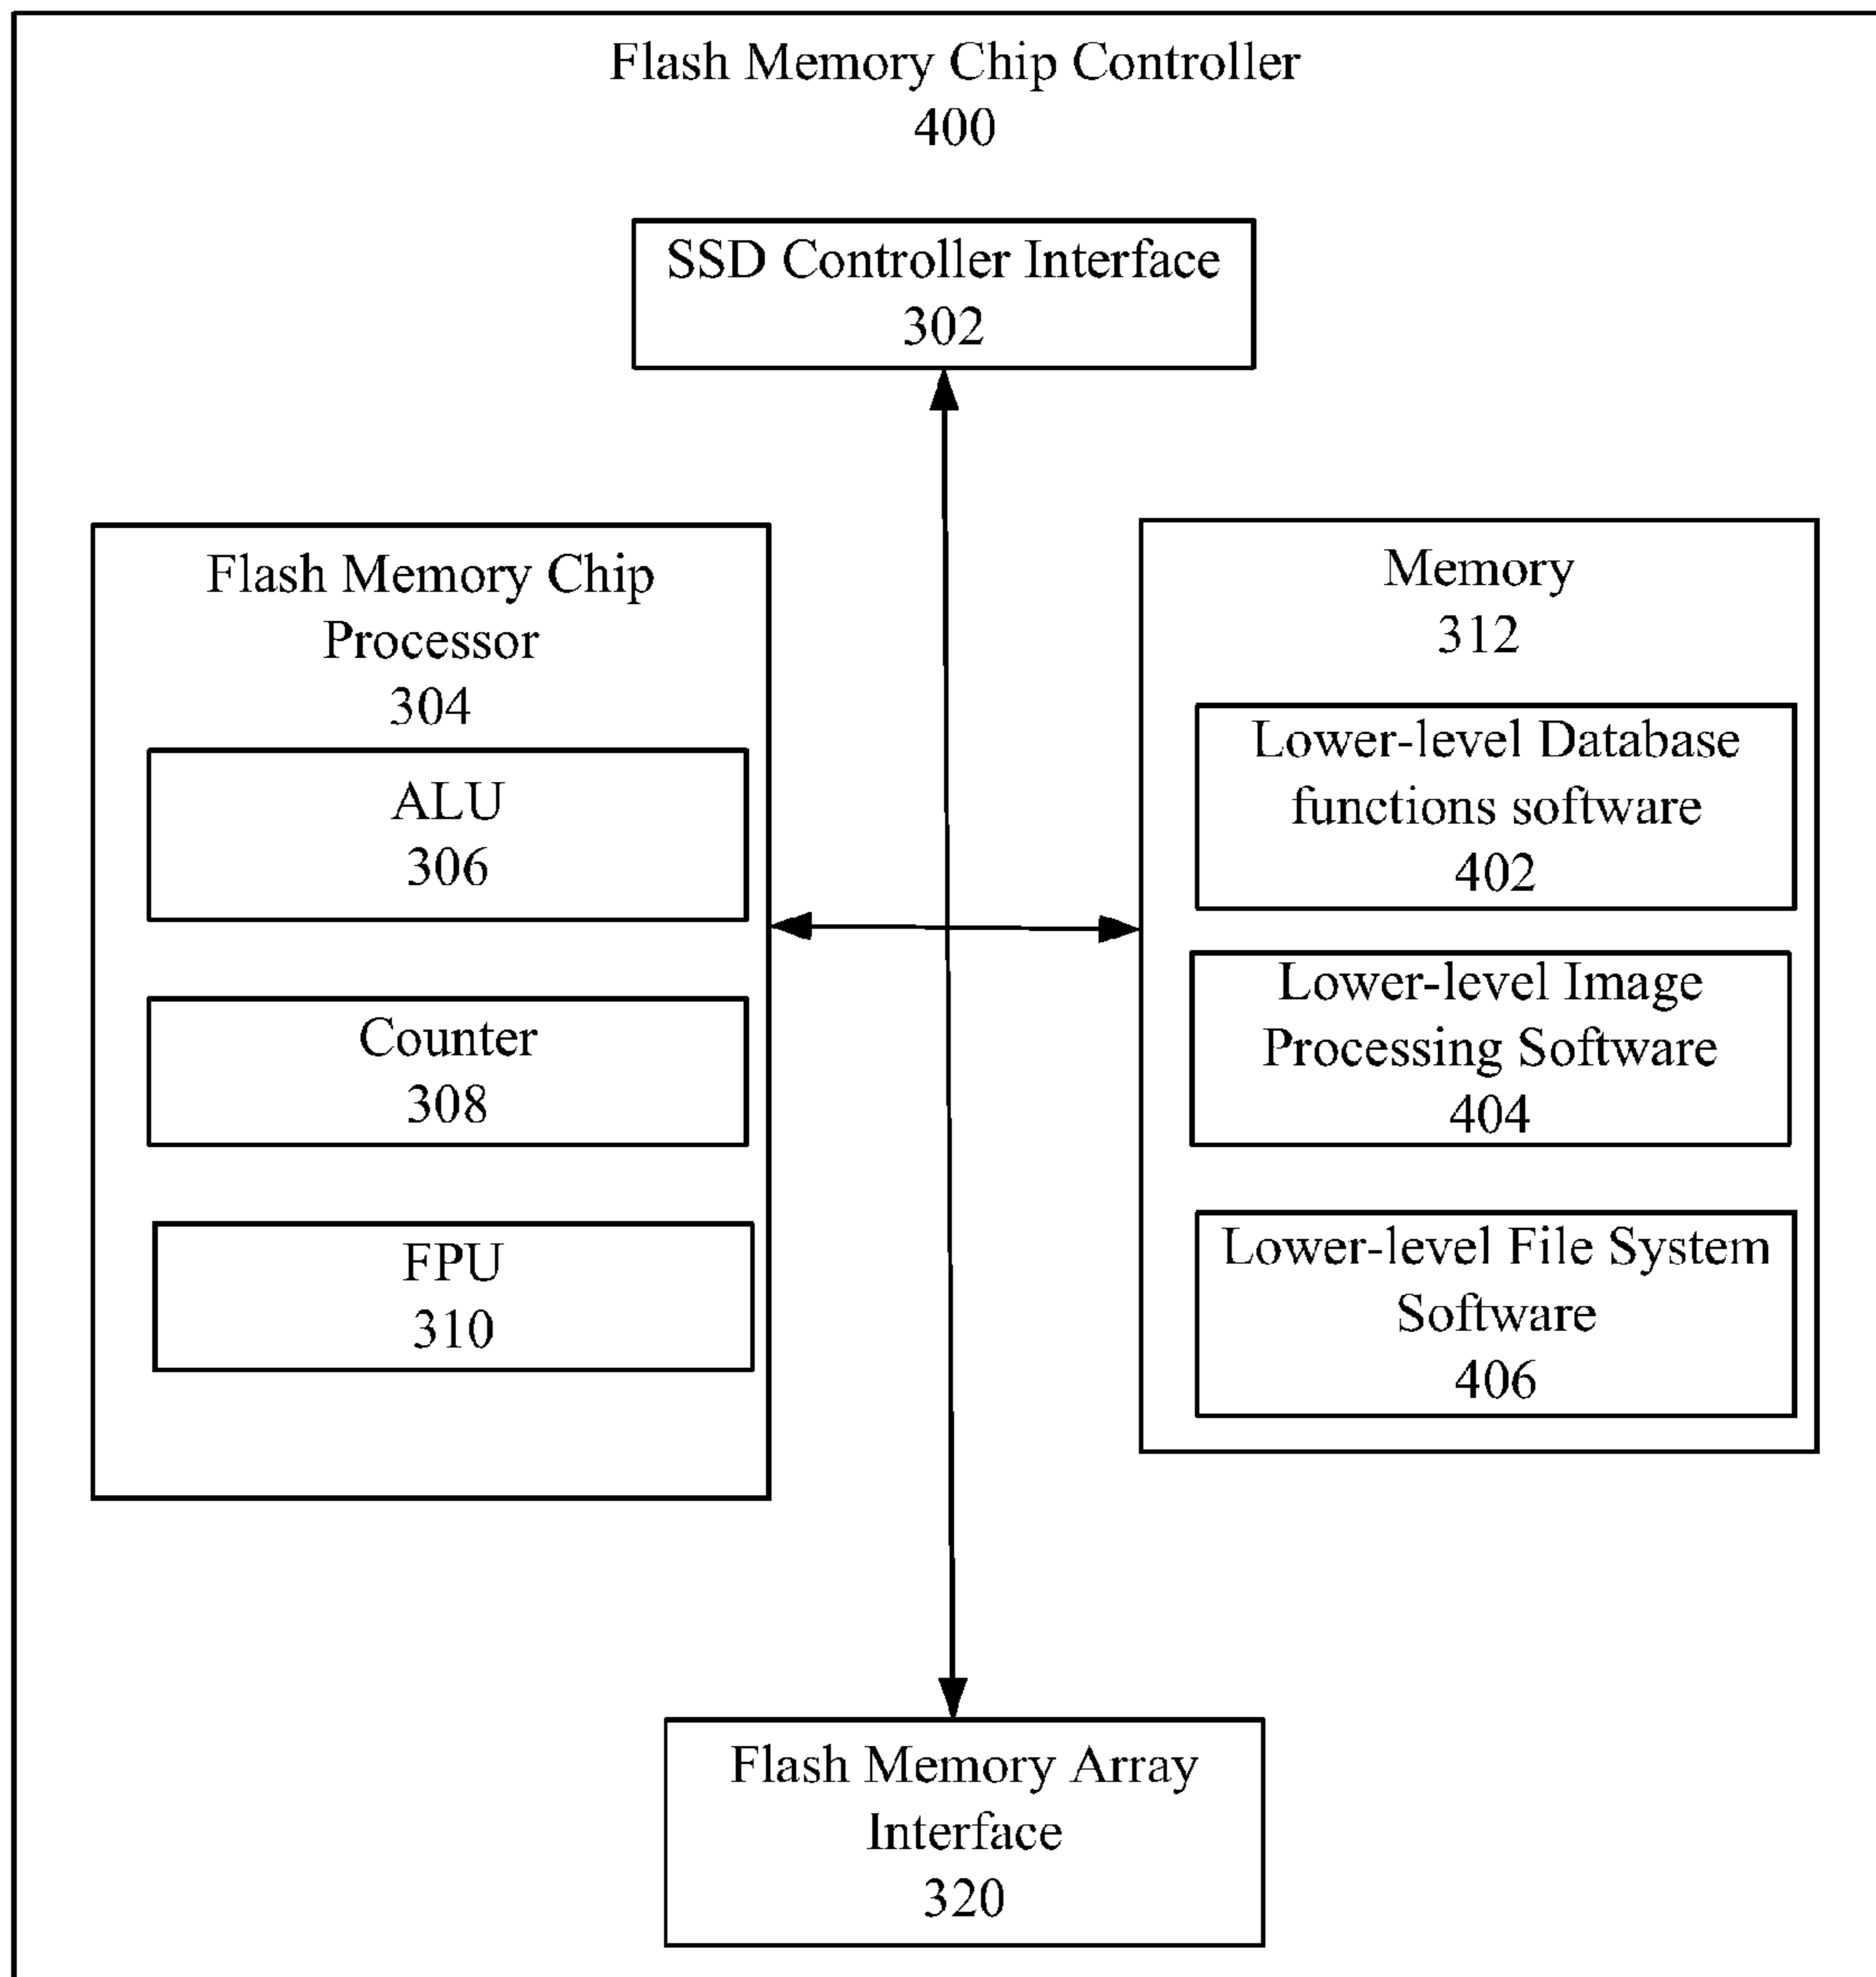 Flash Memory Chip Controller
400
SSD Controller Interface
302
Flash Memory Chip
Processor
304
ALU
306
Counter
308
FPU
310
Memory
312
Lower-level Database
functions software
402
Lower-level Image
Processing Software
404
Lower-level File System
Software
406
Flash Memory Array
Interface
320